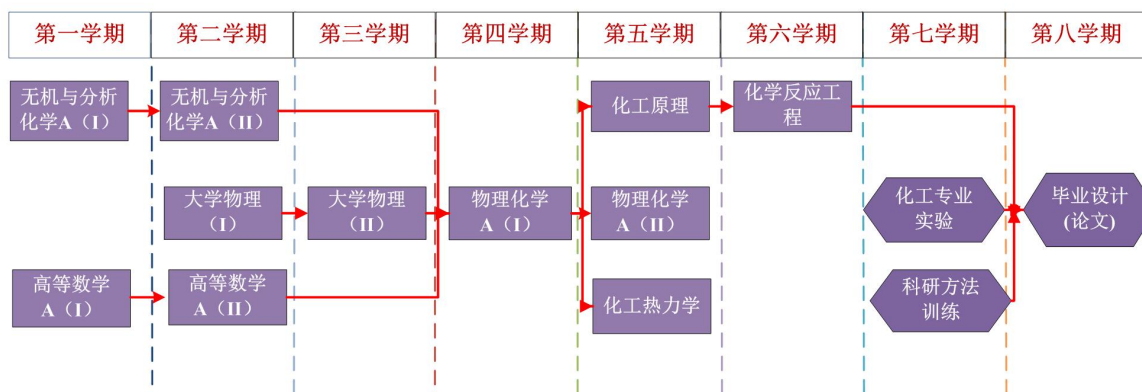 第一学期 第二学期 第三学期 第四学期 第五学期 第六学期 第七学期 第八学期
无机与分析
化学A（I）
无机与分析
化学A（II）
化工原理
化学反应工
程
大学物理
（I）
大学物理
（II）
物理化学
A（I）
物理化学
A（II）
化工专业
实验
毕业设计
(论文)
高等数学
A（I）
高等数学
A（II）
化工热力学
科研方法
训练